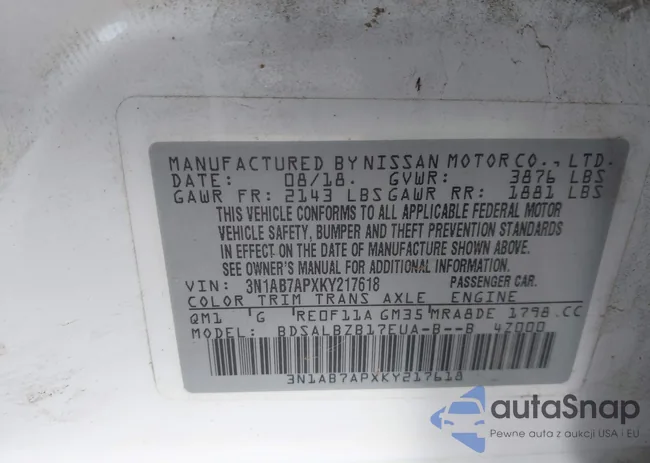 MANUFACTURED BY NISSAN MOTOR CO., LTD.
DATE: 08/18. GVWR: 3876 LBS
GAWR FR: 2143 LBS GAWR RR: 1881 LBS
THIS VEHICLE CONFORMS TO ALL APPLICABLE FEDERAL MOTOR
VEHICLE SAFETY, BUMPER AND THEFT PREVENTION STANDARDS
IN EFFECT ON THE DATE OF MANUFACTURE SHOWN ABOVE.
SEE OWNER'S MANUAL FOR ADDITIONAL INFORMATION.
VIN: 3N1AB7APXKY217618 PASSENGER CAR.
COLOR TRIM TRANS AXLE ENGINE
QM1 G RE0F11A GM35 MRA8DE 1798 CC
MODEL: BDSALBZB17EUA-B--B 4Z000
3N1AB7APXKY217618
autaSnap
Pewne auta z aukcji USA i EU